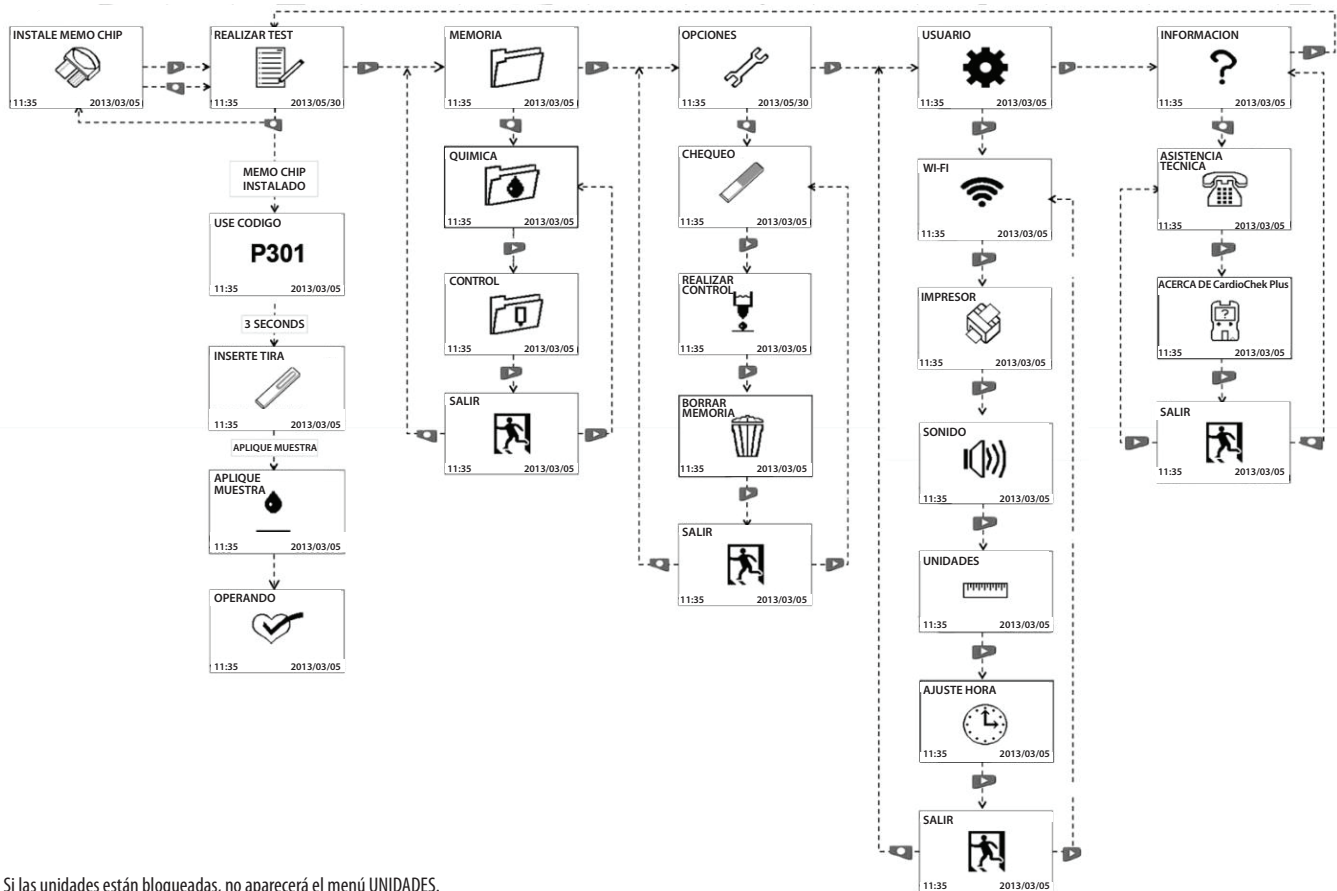 INSTALE MEMO CHIP
11:35 2013/03/05
REALIZAR TEST
11:35 2013/05/30
MEMORIA
11:35 2013/03/05
OPCIONES
11:35 2013/05/30
USUARIO
11:35 2013/03/05
INFORMACION
?
11:35 2013/03/05
MEMO CHIP
INSTALADO
USE CODIGO
P301
11:35 2013/03/05
3 SECONDS
INSERTE TIRA
11:35 2013/03/05
APLIQUE MUESTRA
APLIQUE
MUESTRA
11:35 2013/03/05
OPERANDO
11:35 2013/03/05
QUIMICA
11:35 2013/03/05
CONTROL
11:35 2013/03/05
SALIR
11:35 2013/03/05
CHEQUEO
11:35 2013/03/05
REALIZAR
CONTROL
11:35 2013/03/05
BORRAR
MEMORIA
11:35 2013/03/05
SALIR
11:35 2013/03/05
WI-FI
11:35 2013/03/05
IMPRESOR
11:35 2013/03/05
SONIDO
11:35 2013/03/05
UNIDADES
11:35 2013/03/05
AJUSTE HORA
11:35 2013/03/05
SALIR
11:35 2013/03/05
ASISTENCIA
TECNICA
11:35 2013/03/05
ACERCA DE CardioChek Plus
?
11:35 2013/03/05
SALIR
11:35 2013/03/05
Si las unidades están bloqueadas, no aparecerá el menú UNIDADES.